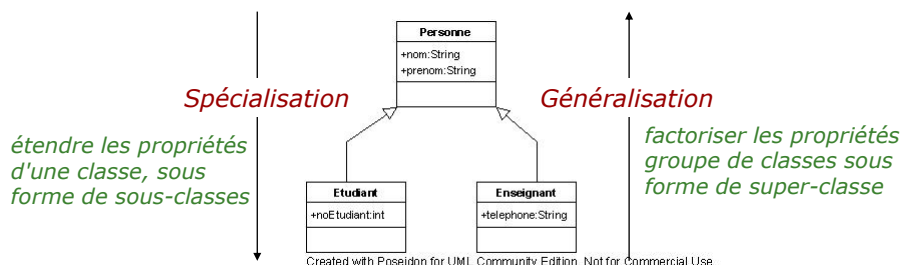 Personne
+nom:String
+prenom:String
Spécialisation
Généralisation
étendre les propriétés
d'une classe, sous
forme de sous-classes
factoriser les propriétés
groupe de classes sous
forme de super-classe
Etudiant
+noEtudiant:int
Enseignant
+telephone:String
Created with Poseidon for UML Community Edition. Not for Commercial Use.